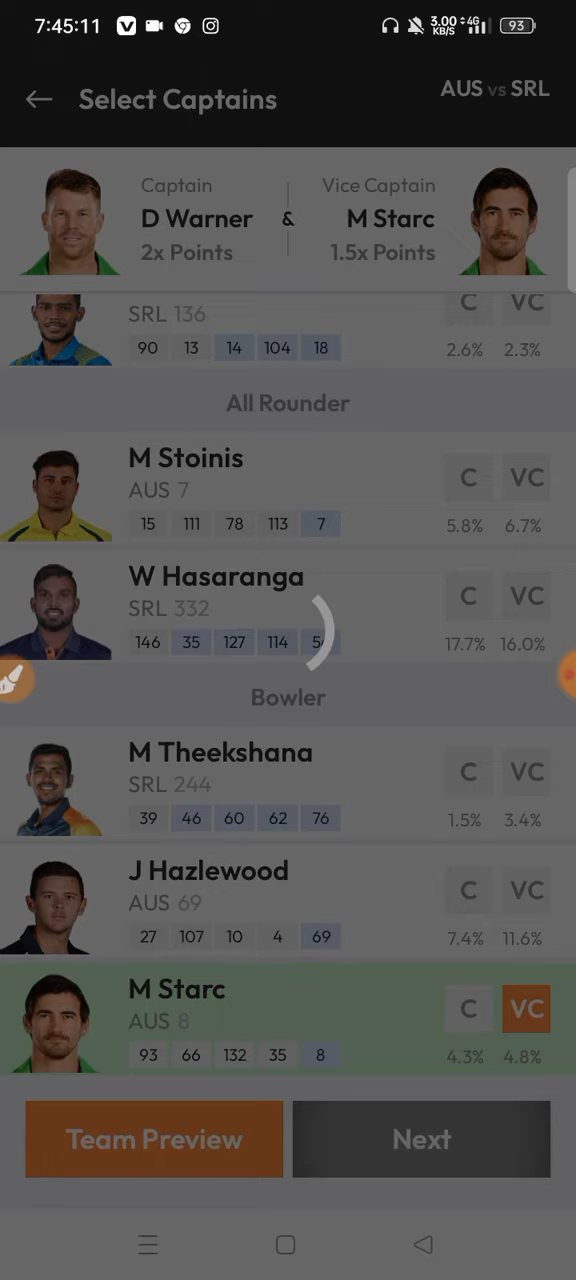 7:45:11
3.00 KB/S 4G 93
Select Captains
AUS vs SRL
Captain
D Warner
2x Points
&
Vice Captain
M Starc
1.5x Points
SRL 136
90 13 14 104 18
C VC
2.6% 2.3%
All Rounder
M Stoinis
AUS 7
15 111 78 113 7
C VC
5.8% 6.7%
W Hasaranga
SRL 332
146 35 127 114
C VC
17.7% 16.0%
Bowler
M Theekshana
SRL 244
39 46 60 62 76
C VC
1.5% 3.4%
J Hazlewood
AUS 69
27 107 10 4 69
C VC
7.4% 11.6%
M Starc
AUS 8
93 66 132 35 8
C VC
4.3% 4.8%
Team Preview
Next